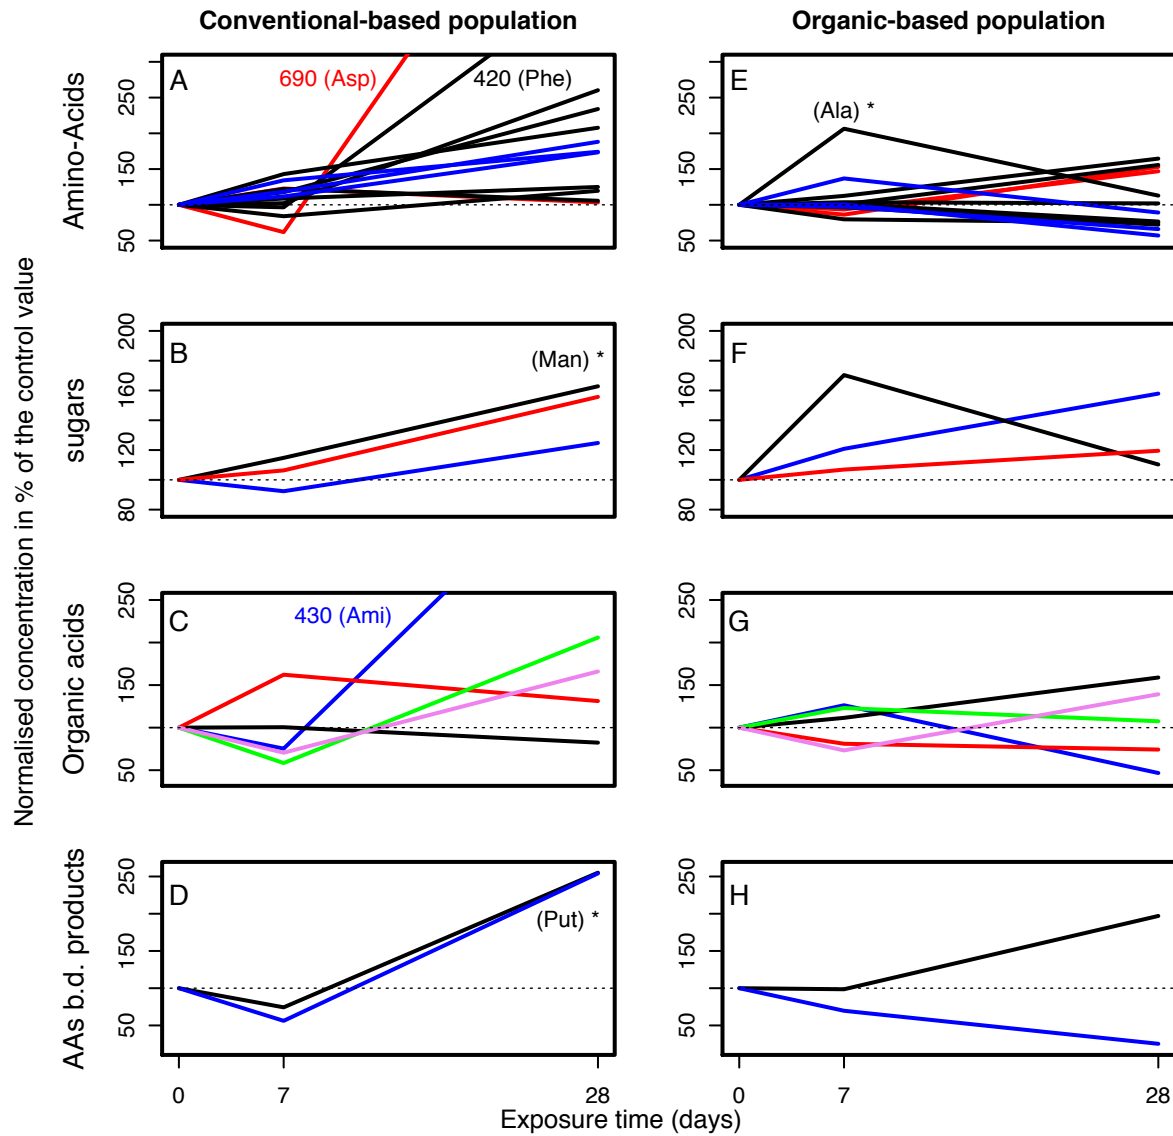 Conventional-based population
Organic-based population
Normalised concentration in % of the control value
Amino-Acids
50
150
250
A
690 (Asp)
420 (Phe)
E
(Ala) *
50
150
250
sugars
80
120
160
200
B
(Man) *
F
80
120
160
200
Organic acids
50
150
250
C
430 (Ami)
G
50
150
250
AAs b.d. products
50
150
250
D
(Put) *
H
50
150
250
0
7
28
0
7
28
Exposure time (days)